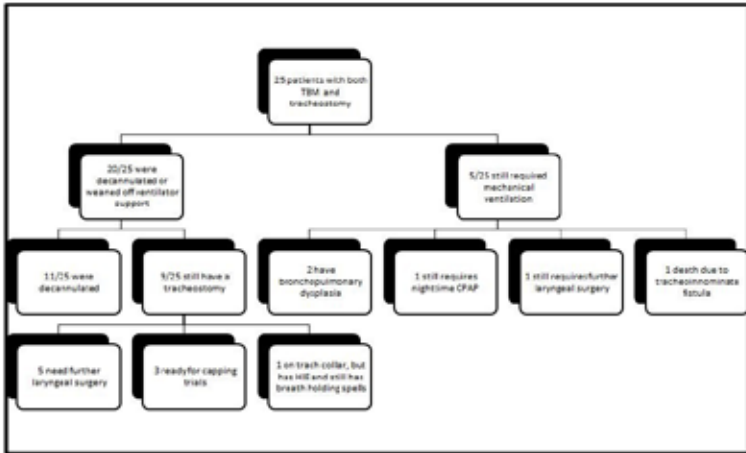 25 patients with both
TBM and
tracheostomy
20/25 were
decannulated or
weaned off ventilator
support
5/25 still required
mechanical
ventilation
11/25 were
decannulated
9/25 still have a
tracheostomy
2 have
bronchopulmonary
dysplasia
1 still requires
nighttime CPAP
1 still requires further
laryngeal surgery
1 death due to
tracheoinnominate
fistula
5 need further
laryngeal surgery
3 ready for capping
trials
1 on trach collar, but
has HIE and still has
breath holding spells